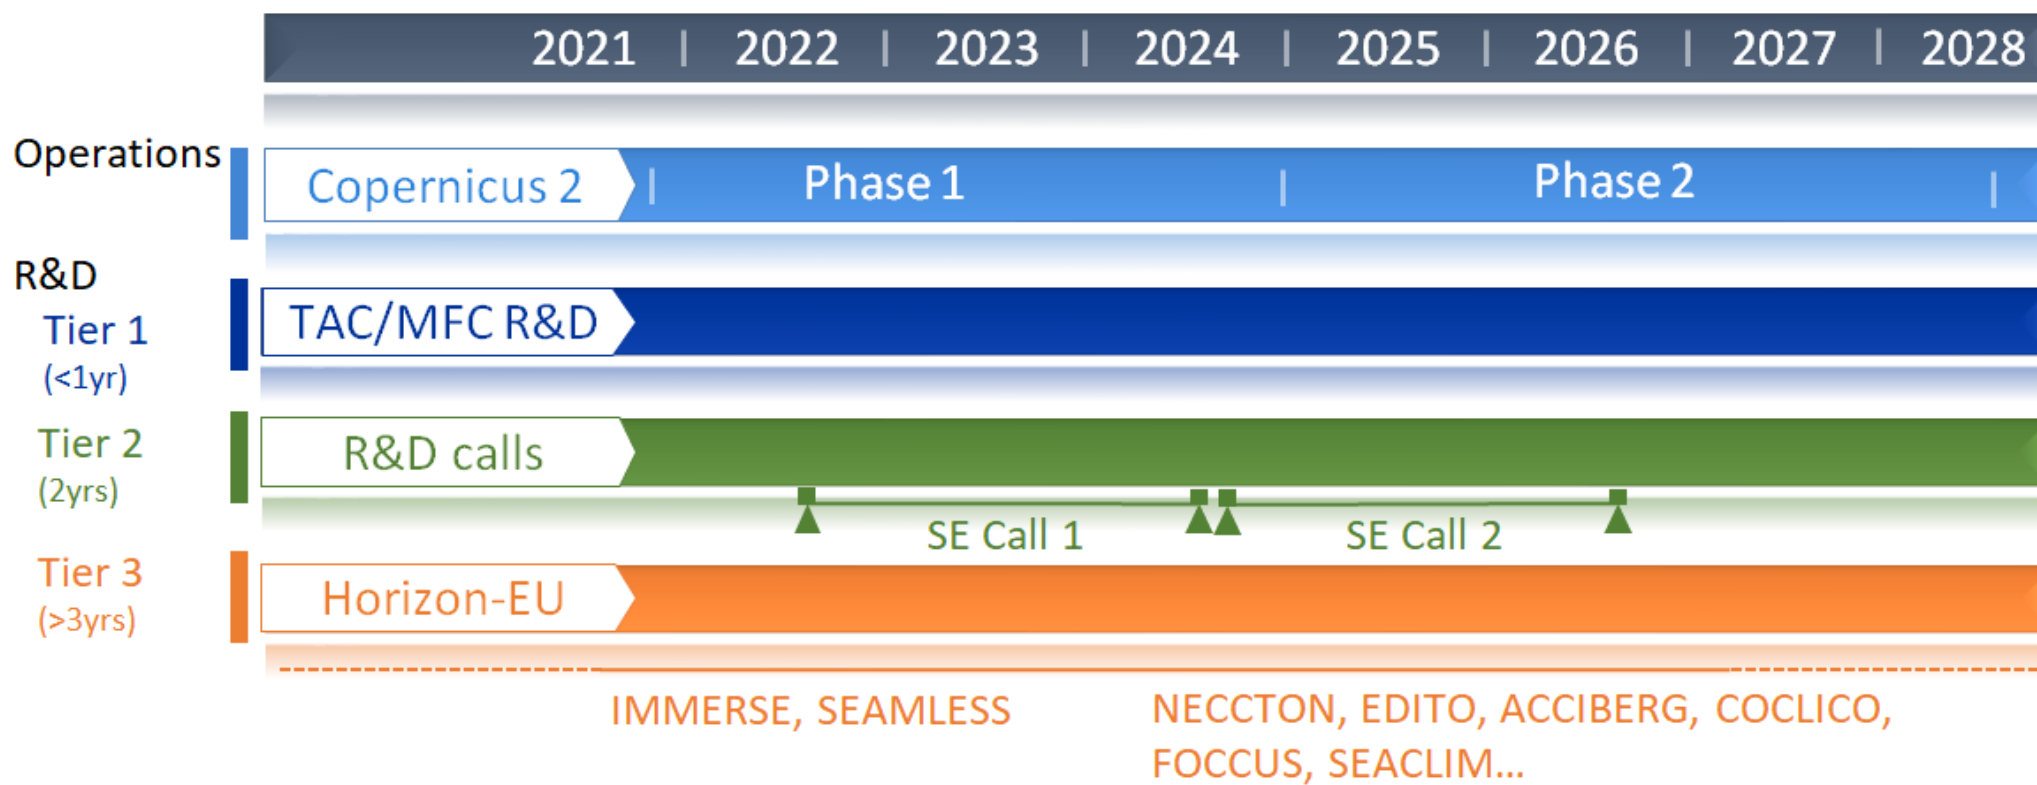 2021 | 2022 | 2023 | 2024 | 2025 | 2026 | 2027 | 2028
Operations
Copernicus 2 | Phase 1 | Phase 2 |
R&D
Tier 1
(<1yr)
TAC/MFC R&D
Tier 2
(2yrs)
R&D calls
SE Call 1
SE Call 2
Tier 3
(>3yrs)
Horizon-EU
IMMERSE, SEAMLESS
NECCTON, EDITO, ACCIBERG, COCLICO,
FOCCUS, SEACLIM...